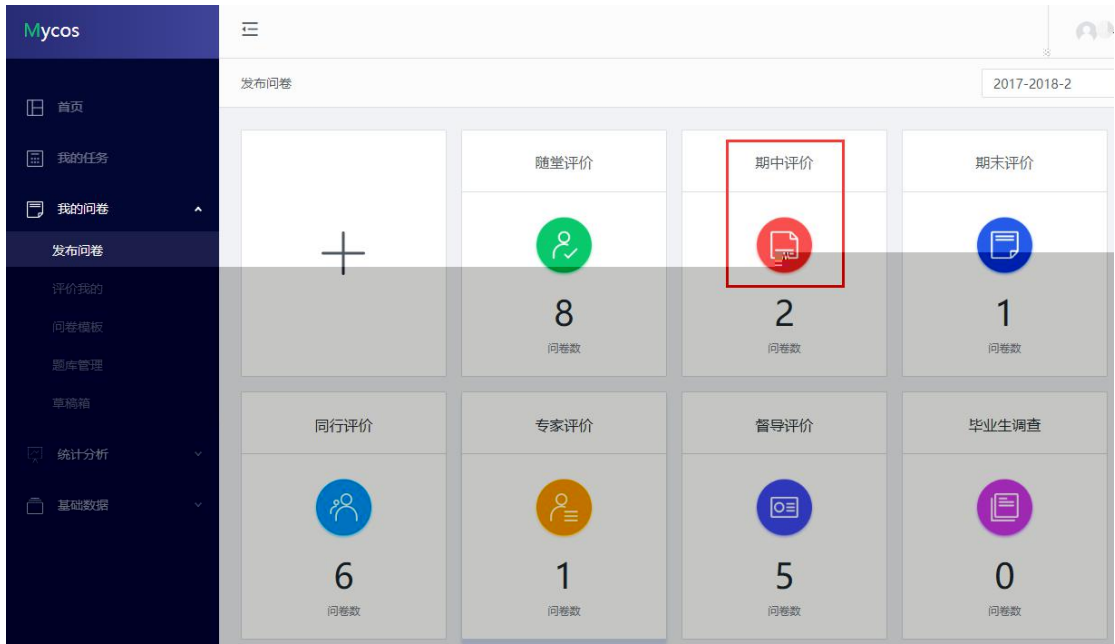 Mycos
首页
我的任务
我的问卷
发布问卷
评价我的
问卷模板
题库管理
草稿箱
统计分析
基础数据
发布问卷
2017-2018-2
随堂评价
8
问卷数
期中评价
2
问卷数
期末评价
1
问卷数
同行评价
6
问卷数
专家评价
1
问卷数
督导评价
5
问卷数
毕业生调查
0
问卷数